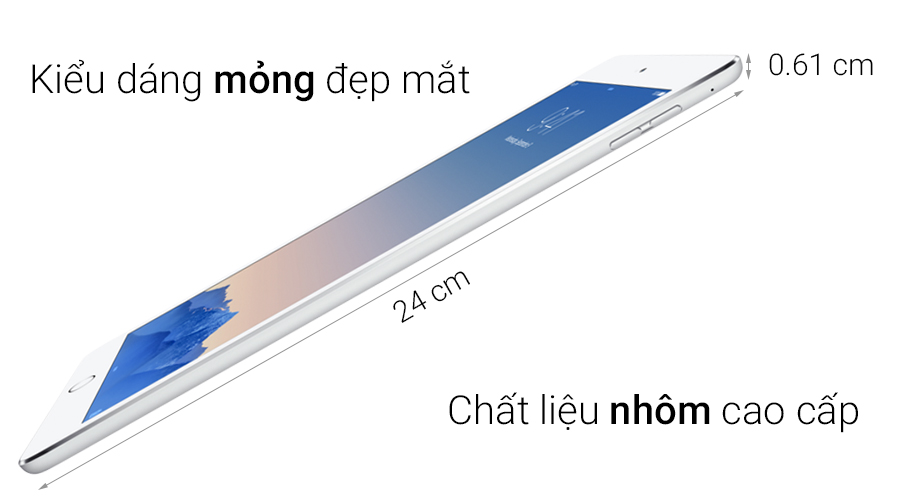 Kiểu dáng mỏng đẹp mắt
0.61 cm
24 cm
Chất liệu nhôm cao cấp